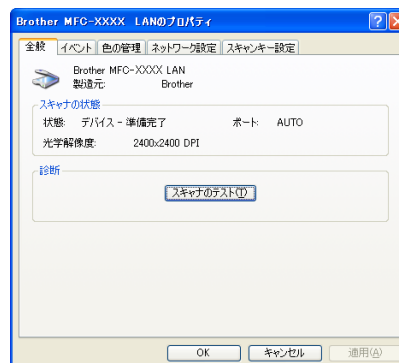 Brother MFC-XXXX LANのプロパティ
全般 イベント 色の管理 ネットワーク設定 スキャンキー設定
Brother MFC-XXXX LAN
製造元: Brother
スキャナの状態
状態: デバイス - 準備完了 ポート: AUTO
光学解像度: 2400x2400 DPI
診断
スキャナのテスト(T)
OK キャンセル 適用(A)